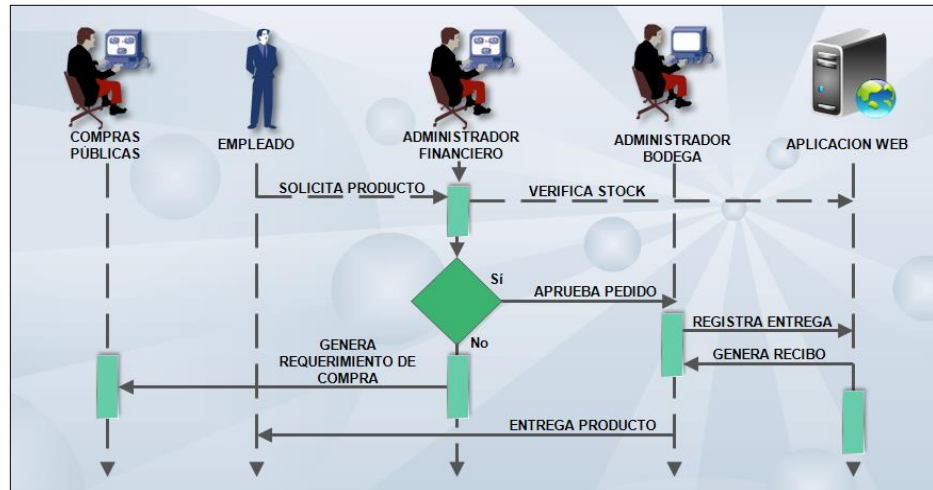 COMPRAS
PÚBLICAS
EMPLEADO
ADMINISTRADOR
FINANCIERO
ADMINISTRADOR
BODEGA
APLICACION WEB
SOLICITA PRODUCTO
VERIFICA STOCK
Sí
APRUEBA PEDIDO
REGISTRA ENTREGA
No
GENERA
REQUERIMIENTO DE
COMPRA
GENERA RECIBO
ENTREGA PRODUCTO